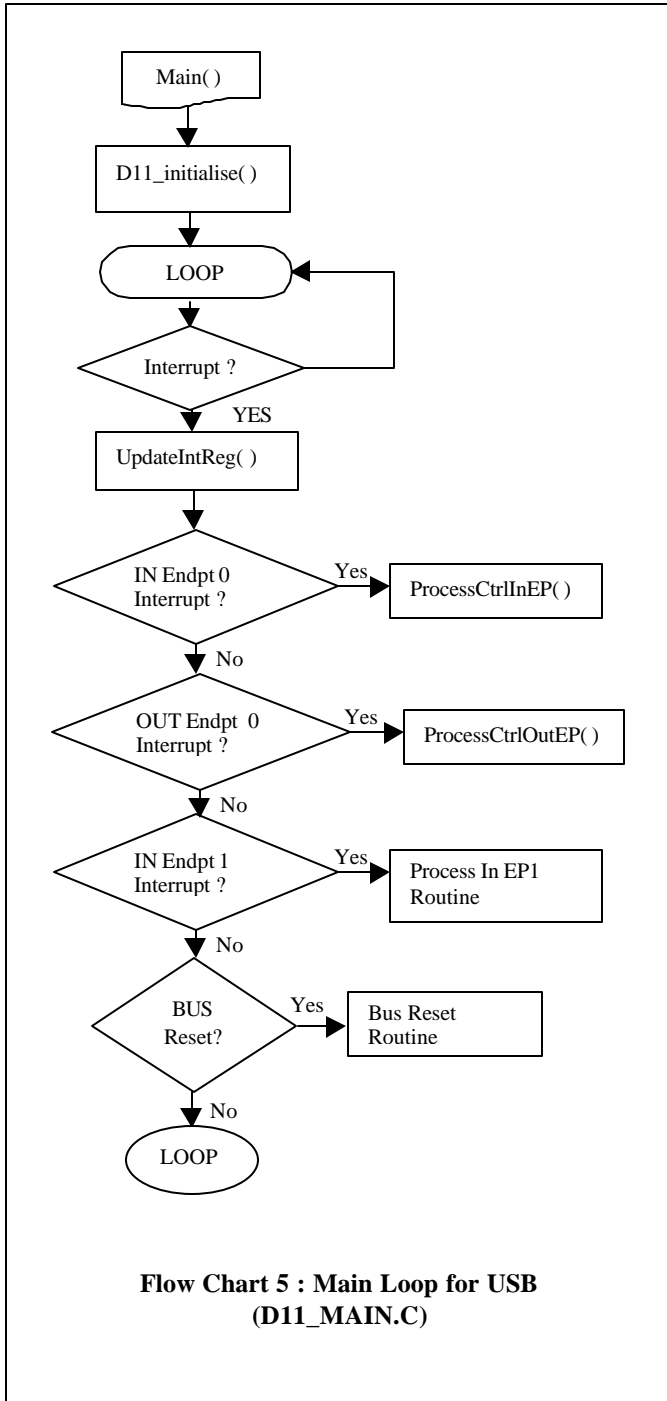 Main( )
D11_initialise( )
LOOP
Interrupt ?
YES
UpdateIntReg( )
IN Endpt 0
Interrupt ?
Yes
ProcessCtrlInEP( )
No
OUT Endpt 0
Interrupt ?
Yes
ProcessCtrlOutEP( )
No
IN Endpt 1
Interrupt ?
Yes
Process In EP1
Routine
No
BUS
Reset?
Yes
Bus Reset
Routine
No
LOOP
Flow Chart 5 : Main Loop for USB
(D11_MAIN.C)